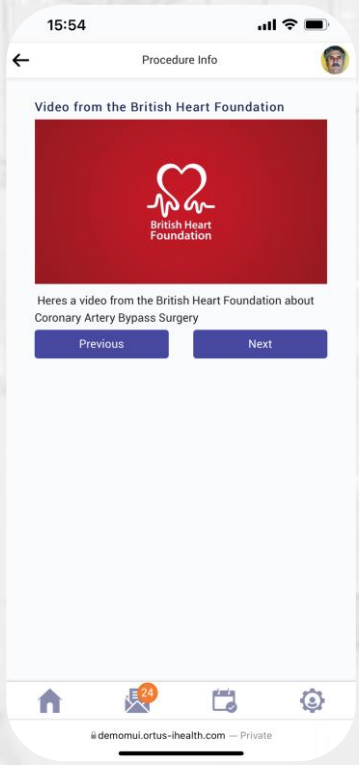 15:54
Procedure Info
Video from the British Heart Foundation
British Heart
Foundation
Heres a video from the British Heart Foundation about
Coronary Artery Bypass Surgery
Previous
Next
24
demomui.ortus-ihealth.com — Private